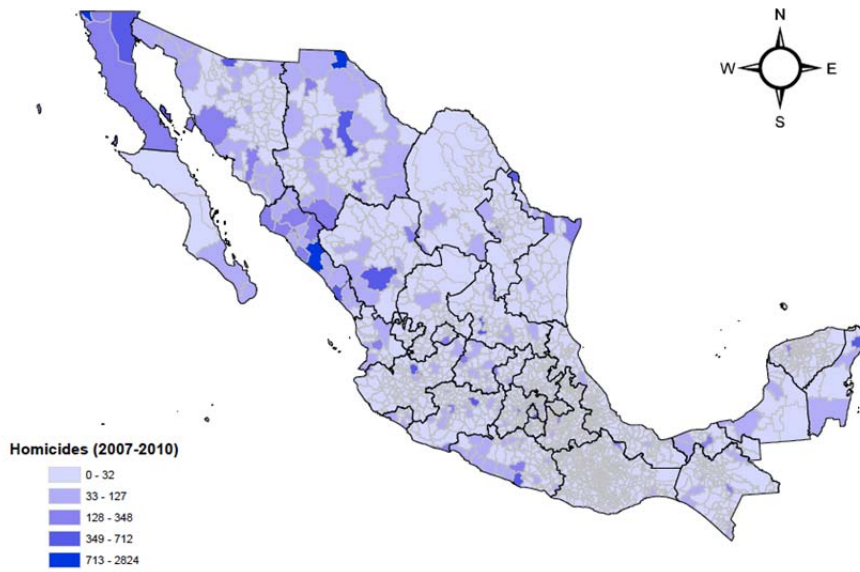 N
W E
S
Homicides (2007-2010)
0 - 32
33 - 127
128 - 348
349 - 712
713 - 2824